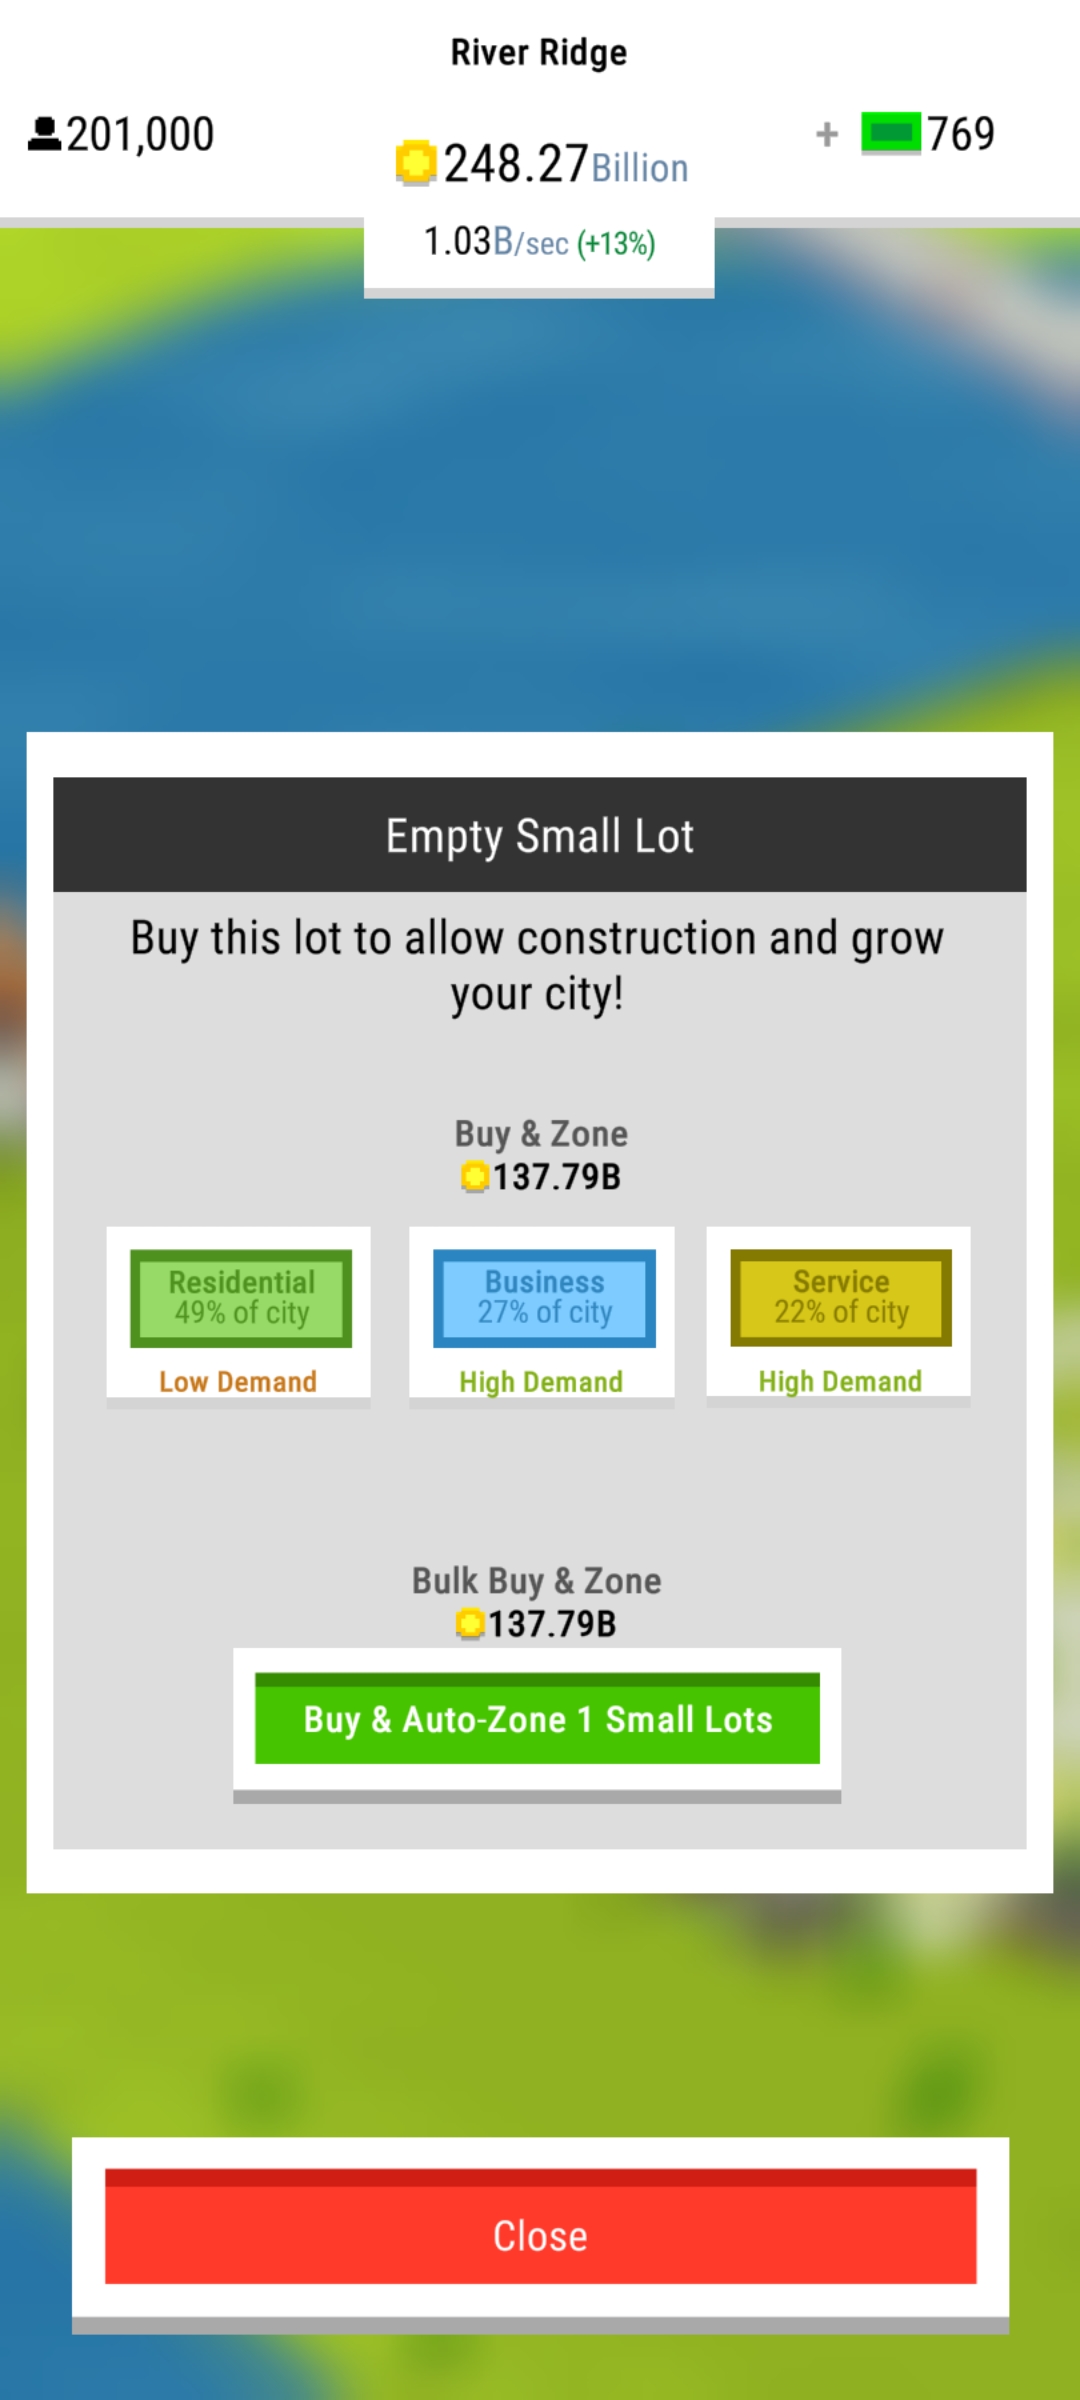 River Ridge
201,000
248.27Billion
+ 769
1.03B/sec (+13%)
Empty Small Lot
Buy this lot to allow construction and grow
your city!
Buy & Zone
137.79B
Residential
49% of city
Low Demand
Business
27% of city
High Demand
Service
22% of city
High Demand
Bulk Buy & Zone
137.79B
Buy & Auto-Zone 1 Small Lots
Close